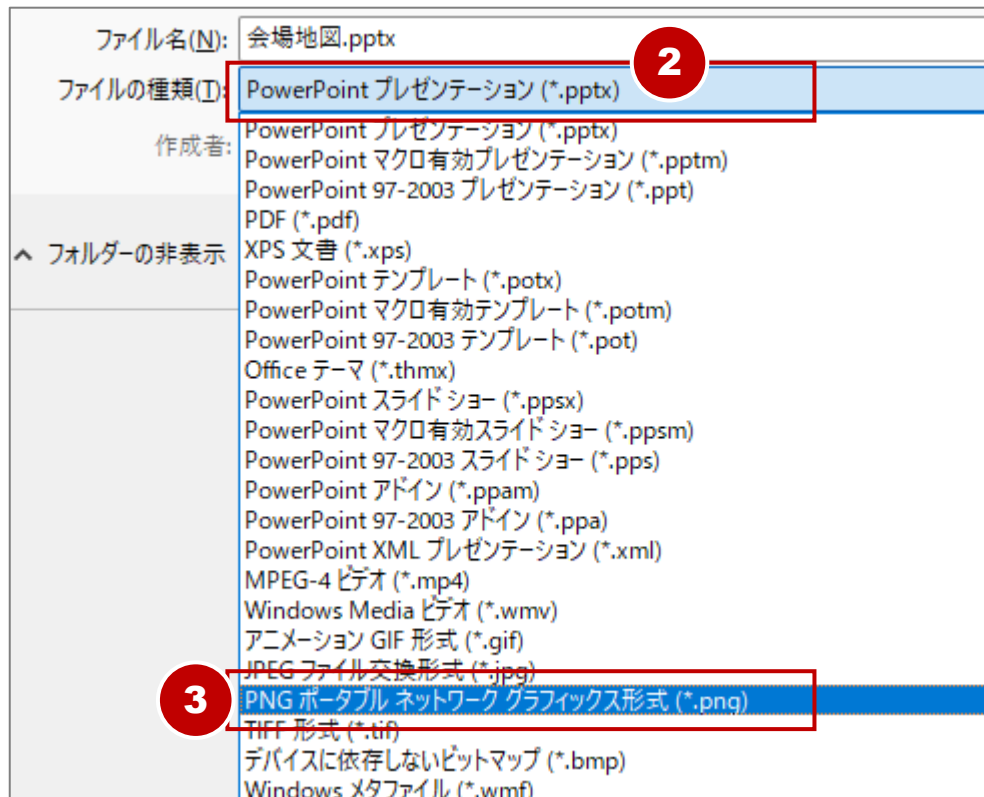 ファイル名(N): 会場地図.pptx
2
ファイルの種類(T): PowerPoint プレゼンテーション (*.pptx)
作成者:
PowerPoint プレゼンテーション (*.pptx)
PowerPoint マクロ有効プレゼンテーション (*.pptm)
PowerPoint 97-2003 プレゼンテーション (*.ppt)
PDF (*.pdf)
フォルダーの非表示
XPS 文書 (*.xps)
PowerPoint テンプレート (*.potx)
PowerPoint マクロ有効テンプレート (*.potm)
PowerPoint 97-2003 テンプレート (*.pot)
Office テーマ (*.thmx)
PowerPoint スライド ショー (*.ppsx)
PowerPoint マクロ有効スライド ショー (*.ppsm)
PowerPoint 97-2003 スライド ショー (*.pps)
PowerPoint アドイン (*.ppam)
PowerPoint 97-2003 アドイン (*.ppa)
PowerPoint XML プレゼンテーション (*.xml)
MPEG-4 ビデオ (*.mp4)
Windows Media ビデオ (*.wmv)
アニメーション GIF 形式 (*.gif)
JPEG ファイル交換形式 (*.jpg)
3
PNG ポータブル ネットワーク グラフィックス形式 (*.png)
TIFF 形式 (*.tif)
デバイスに依存しないビットマップ (*.bmp)
Windows メタファイル (*.wmf)